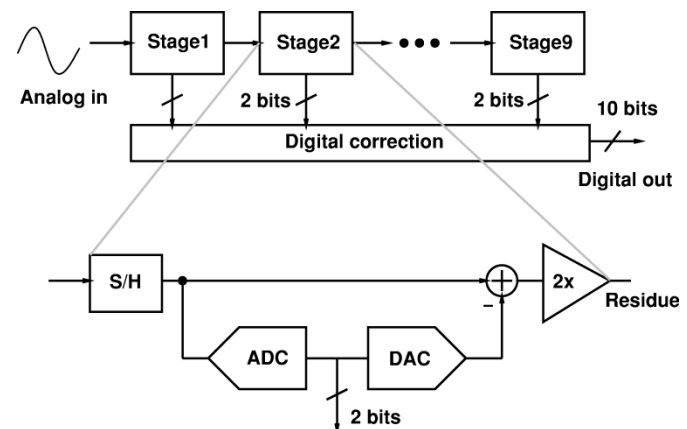 Stage1
Stage2
Stage9
Analog in
2 bits
2 bits
10 bits
Digital correction
Digital out
S/H
2x
Residue
ADC
DAC
2 bits